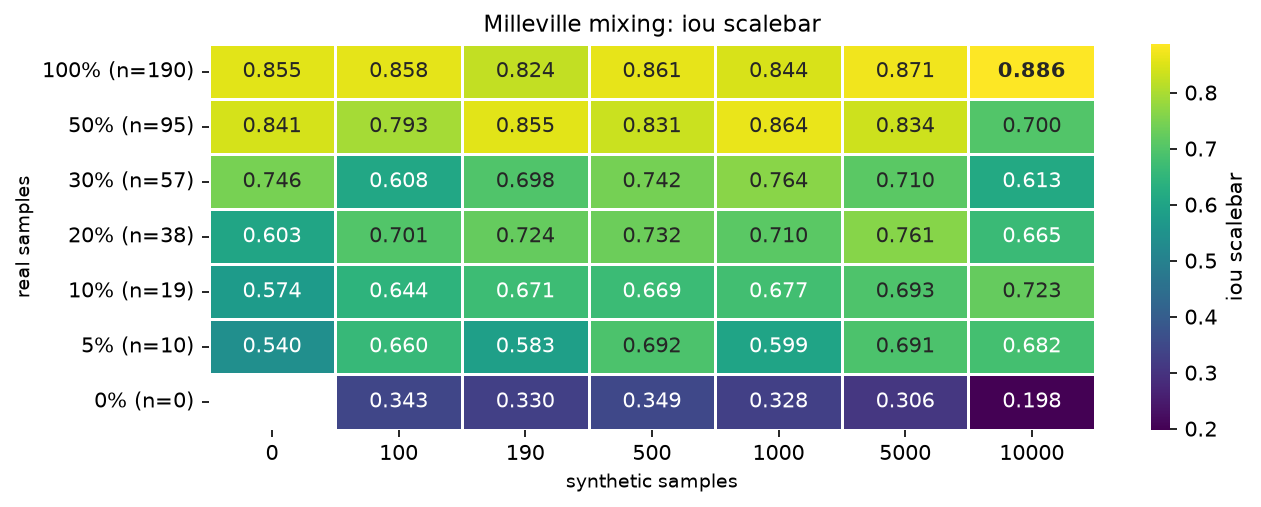 Milleville mixing: iou scalebar
100% (n=190) 0.855 0.858 0.824 0.861 0.844 0.871 0.886
50% (n=95) 0.841 0.793 0.855 0.831 0.864 0.834 0.700
30% (n=57) 0.746 0.608 0.698 0.742 0.764 0.710 0.613
20% (n=38) 0.603 0.701 0.724 0.732 0.710 0.761 0.665
10% (n=19) 0.574 0.644 0.671 0.669 0.677 0.693 0.723
5% (n=10) 0.540 0.660 0.583 0.692 0.599 0.691 0.682
0% (n=0) 0.343 0.330 0.349 0.328 0.306 0.198
0 100 190 500 1000 5000 10000
synthetic samples
real samples
0.8
0.7
0.6
0.5
0.4
0.3
0.2
iou scalebar